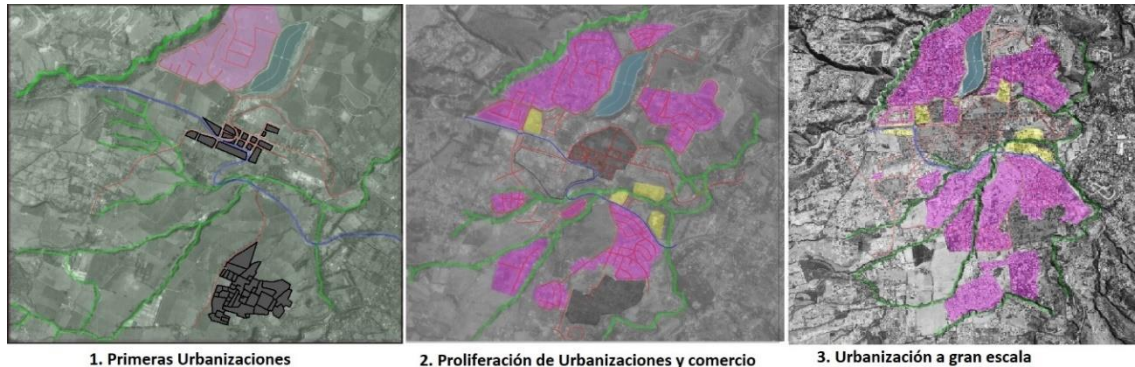 1. Primeras Urbanizaciones
2. Proliferación de Urbanizaciones y comercio
3. Urbanización a gran escala